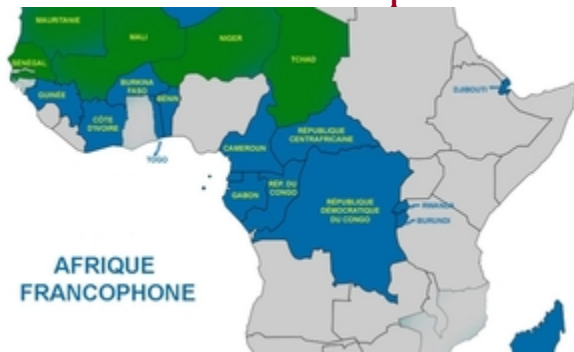 MAURITANIE
MALI
NIGER
TCHAD
SÉNÉGAL
GUINÉE
BURKINA
FASO
BÉNIN
CÔTE
D'IVOIRE
TOGO
CAMEROUN
RÉPUBLIQUE
CENTRAFRICAINE
DJIBOUTI
GABON
RÉP. DU
CONGO
RÉPUBLIQUE
DÉMOCRATIQUE
DU CONGO
RWANDA
BURUNDI
AFRIQUE
FRANCOPHONE